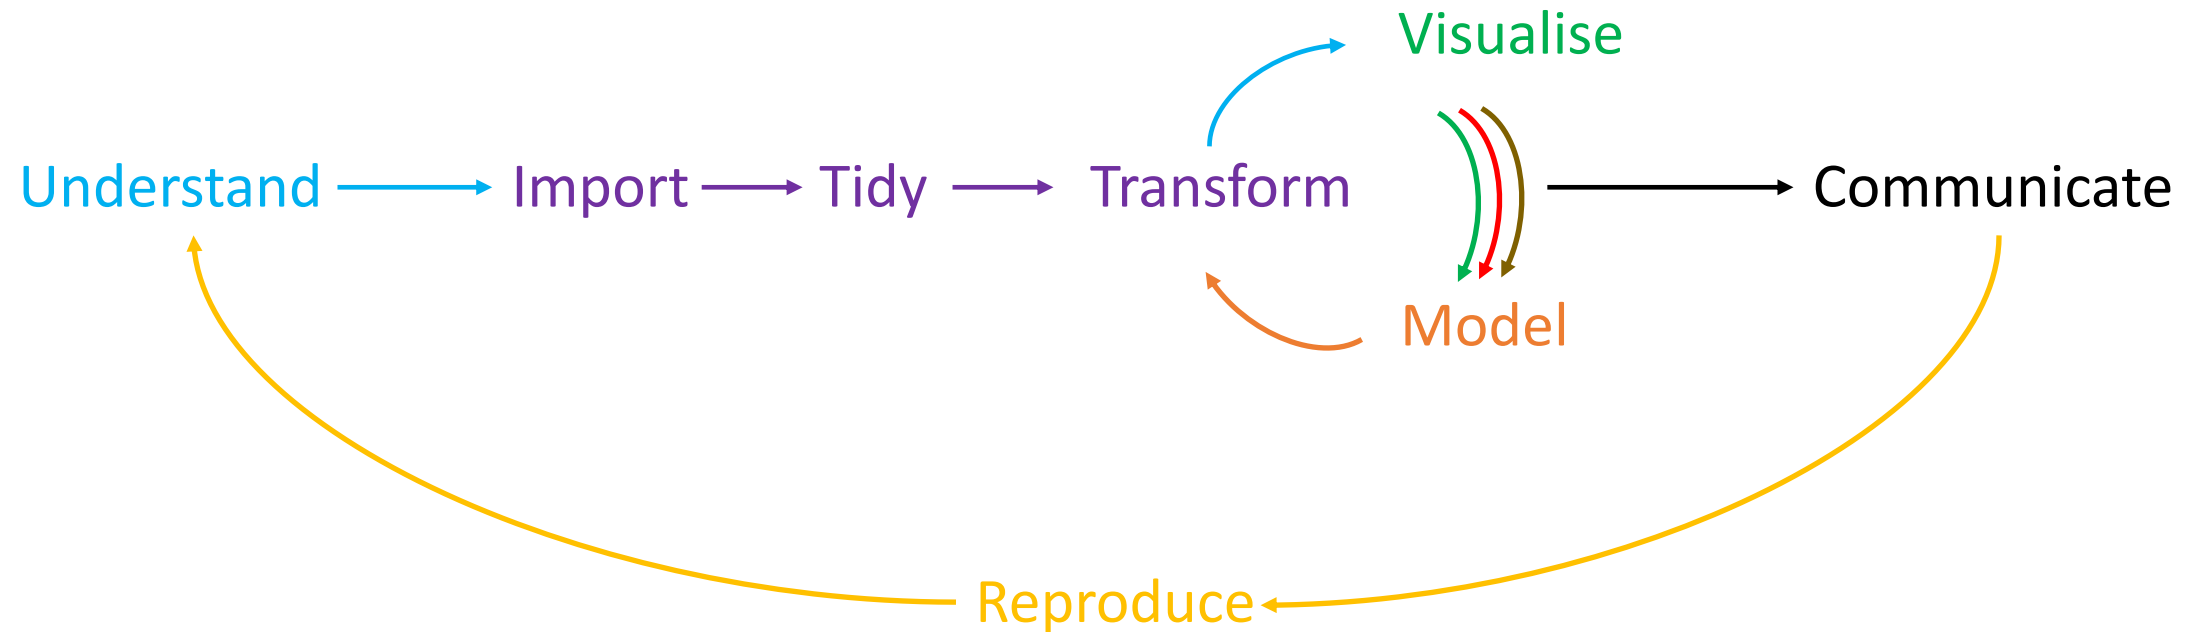 Visualise
Understand
Import
Tidy
Transform
Communicate
Model
Reproduce